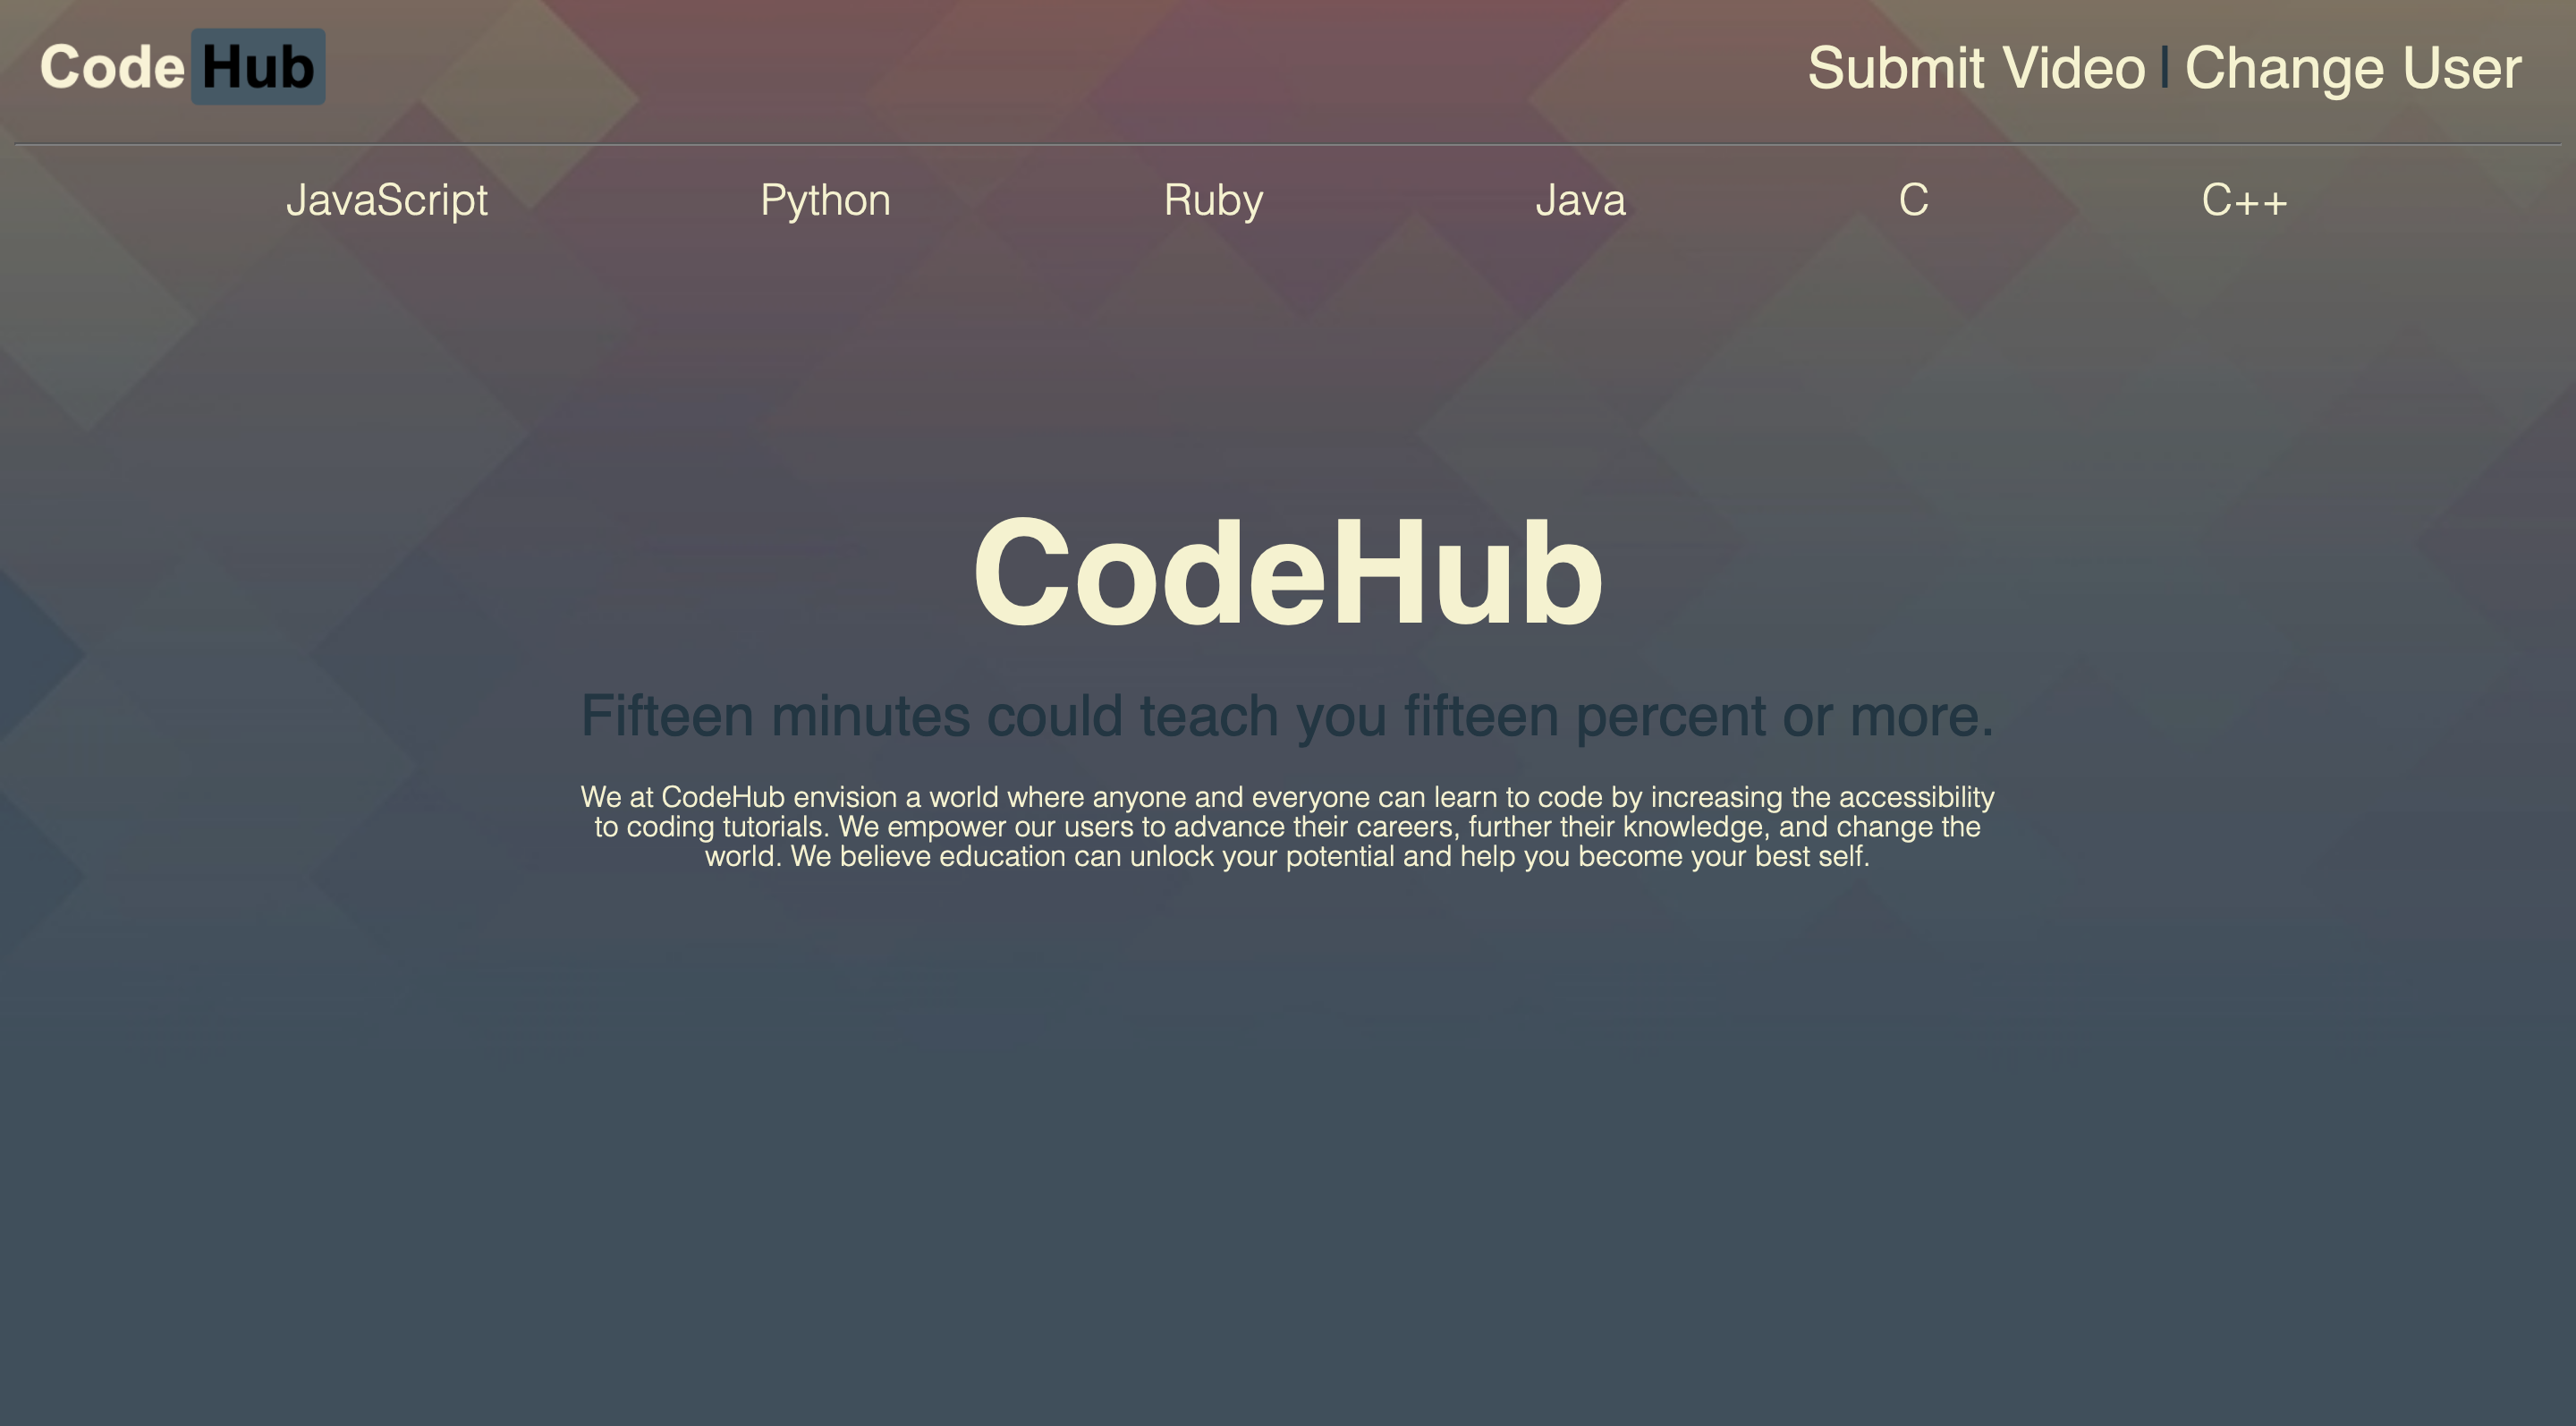 Code Hub
Submit Video | Change User
JavaScript Python Ruby Java C C++
CodeHub
Fifteen minutes could teach you fifteen percent or more.
We at CodeHub envision a world where anyone and everyone can learn to code by increasing the accessibility
to coding tutorials. We empower our users to advance their careers, further their knowledge, and change the
world. We believe education can unlock your potential and help you become your best self.